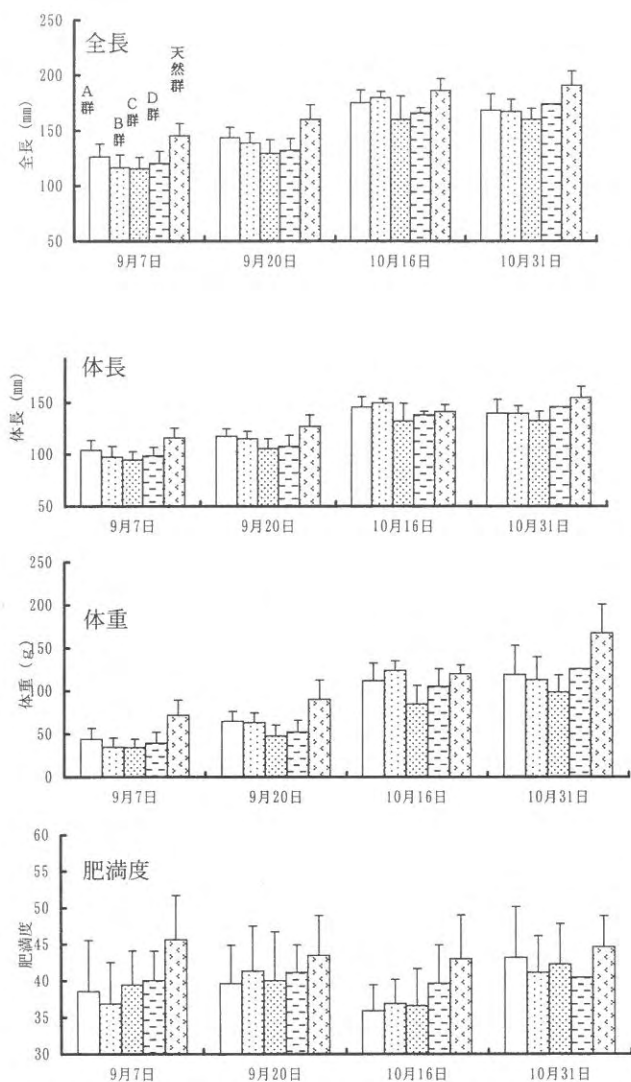 全長
全長 (mm)
250
200
150
100
50
A群
B群
C群
D群
天然群
9月7日
9月20日
10月16日
10月31日
体長
体長 (mm)
150
100
50
9月7日
9月20日
10月16日
10月31日
体重
体重 (g)
250
200
150
100
50
0
9月7日
9月20日
10月16日
10月31日
肥満度
肥満度
60
55
50
45
40
35
30
9月7日
9月20日
10月16日
10月31日